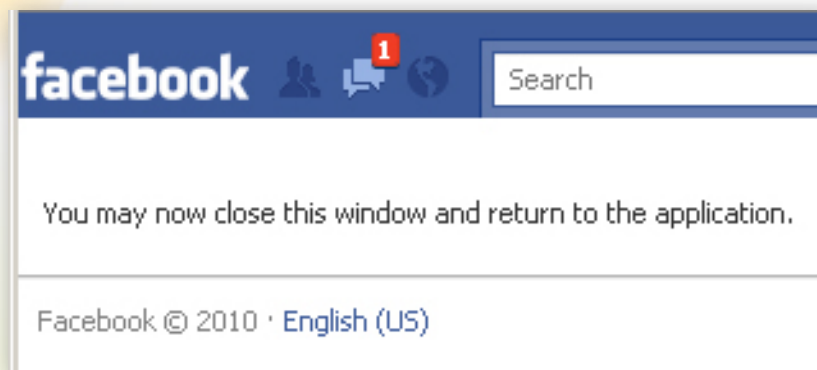 facebook 1 Search
You may now close this window and return to the application.
Facebook © 2010 · English (US)